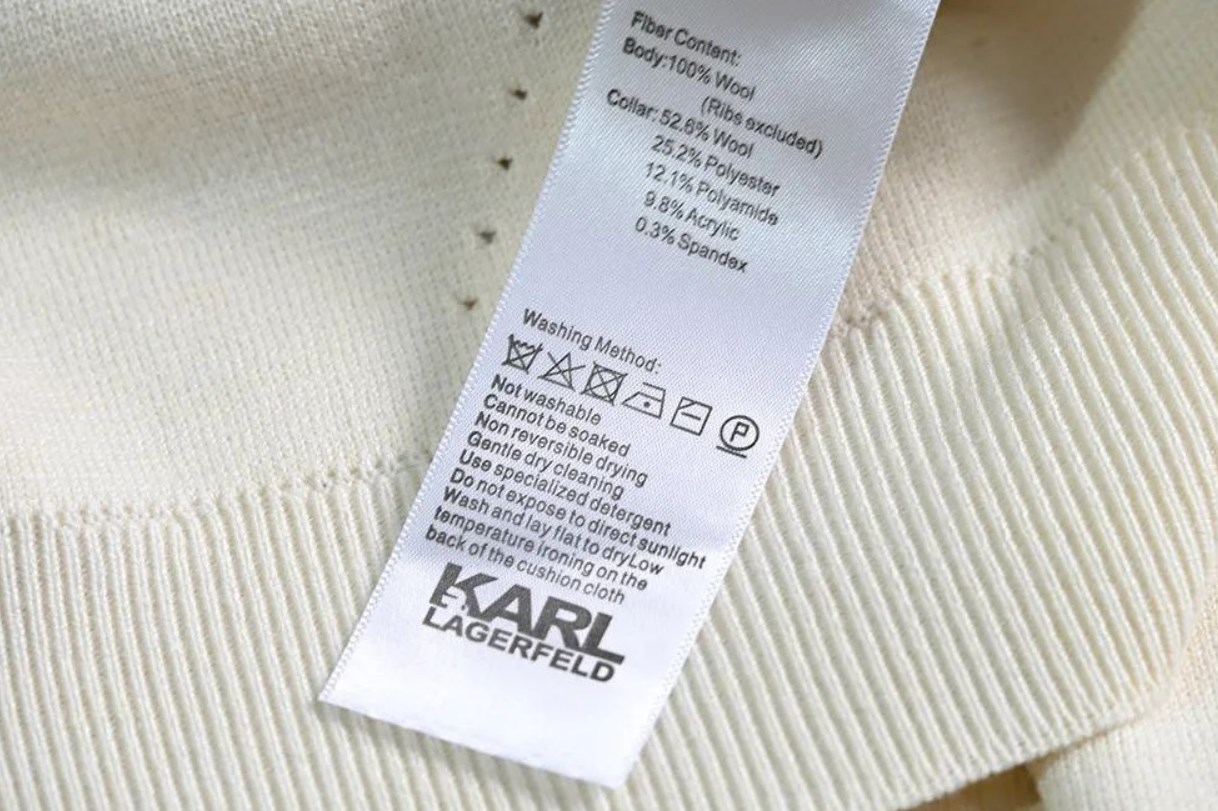 Fiber Content:
Body:100% Wool
(Ribs excluded)
Collar:52.6% Wool
25.2% Polyester
12.1% Polyamide
9.8% Acrylic
0.3% Spandex
Washing Method:
P
Not washable
Cannot be soaked
Non reversible drying
Gentle dry cleaning
Use specialized detergent
Do not expose to direct sunlight
Wash and lay flat to dryLow
temperature ironing on the
back of the cushion cloth
KARL
LAGERFELD